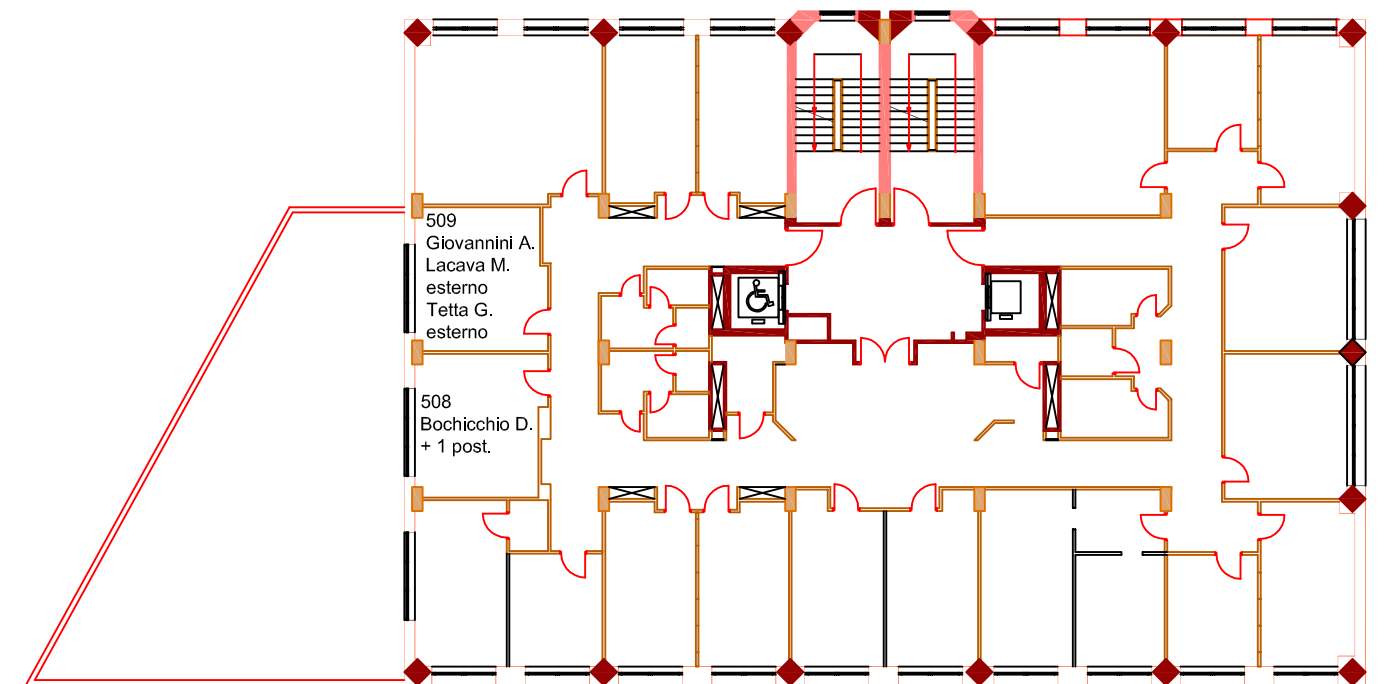 509
Giovannini A.
Lacava M.
esterno
Tetta G.
esterno
508
Bochicchio D.
+ 1 post.